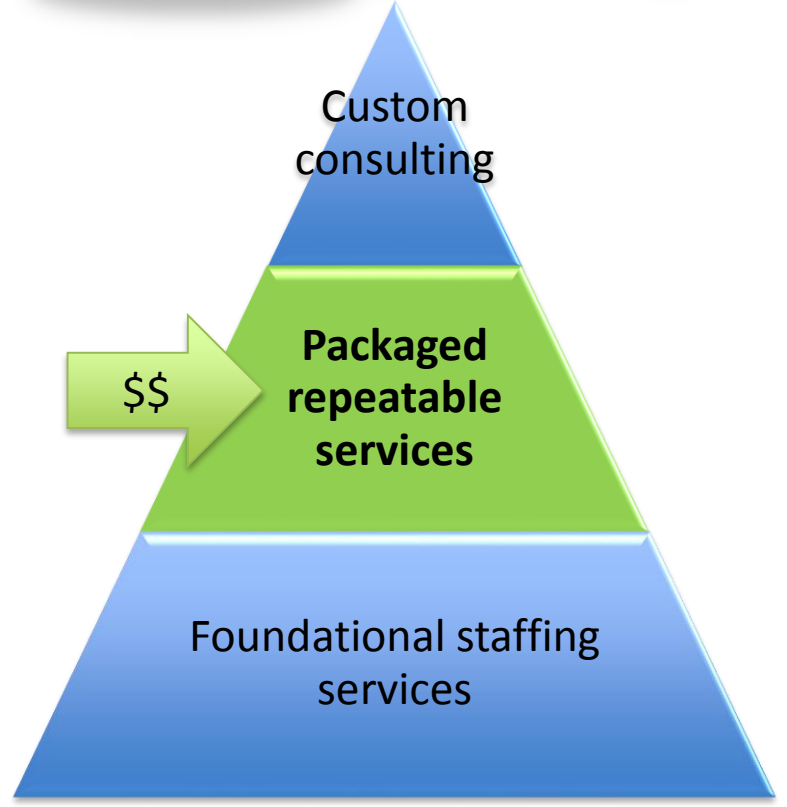 Custom
consulting
Packaged
repeatable
services
$$
Foundational staffing
services